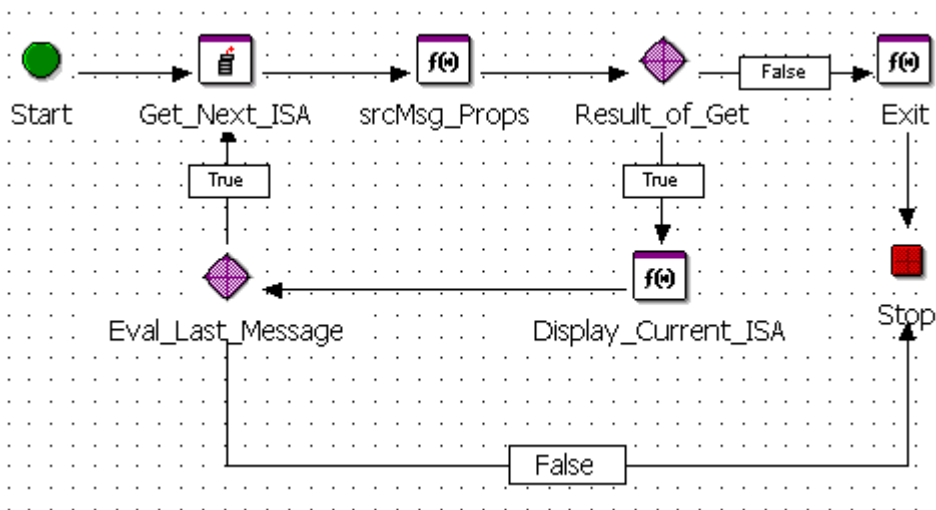 f(x)
f(x)
False
Start
Get_Next_ISA
srcMsg_Props
Result_of_Get
Exit
True
True
f(x)
Eval_Last_Message
Display_Current_ISA
Stop
False